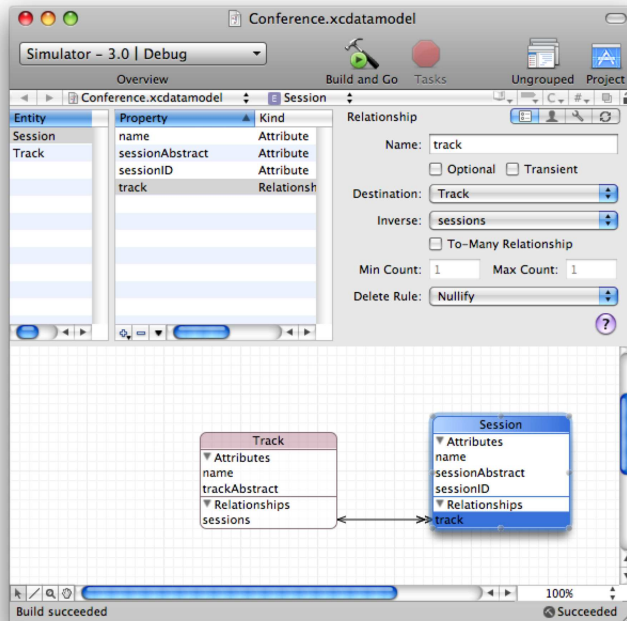 Conference.xcdatamodel
Simulator - 3.0 | Debug
Overview
Build and Go
Tasks
Ungrouped
Project
Conference.xcdatamodel
E Session
C
#
Entity
Session
Track
Property
Kind
name
Attribute
sessionAbstract
Attribute
sessionID
Attribute
track
Relationsh
Relationship
Name: track
Optional
Transient
Destination: Track
Inverse: sessions
To-Many Relationship
Min Count: 1
Max Count: 1
Delete Rule: Nullify
?
Track
Attributes
name
trackAbstract
Relationships
sessions
Session
Attributes
name
sessionAbstract
sessionID
Relationships
track
100%
Build succeeded
Succeeded